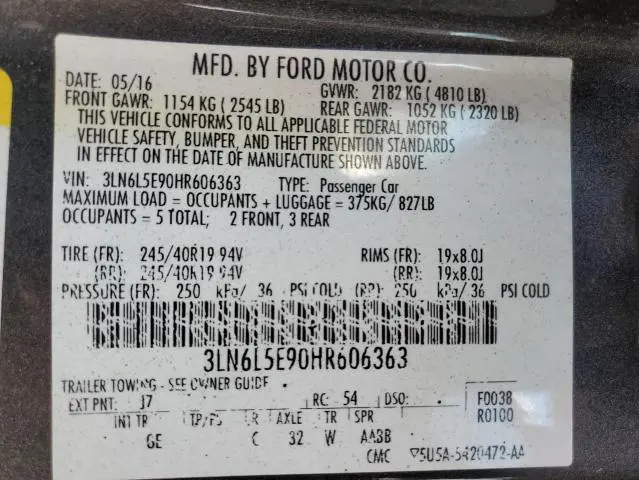 MFD. BY FORD MOTOR CO.
DATE: 05/16 GVWR: 2182 KG ( 4810 LB)
FRONT GAWR: 1154 KG ( 2545 LB) REAR GAWR: 1052 KG ( 2320 LB)
THIS VEHICLE CONFORMS TO ALL APPLICABLE FEDERAL MOTOR
VEHICLE SAFETY, BUMPER, AND THEFT PREVENTION STANDARDS
IN EFFECT ON THE DATE OF MANUFACTURE SHOWN ABOVE.
VIN: 3LN6L5E90HR606363 TYPE: Passenger Car
MAXIMUM LOAD = OCCUPANTS + LUGGAGE = 375KG/ 827LB
OCCUPANTS = 5 TOTAL; 2 FRONT, 3 REAR
TIRE (FR): 245/40R19 94V RIMS (FR): 19x8.0J
(RR): 245/40R19 94V (RR): 19x8.0J
PRESSURE (FR): 250 kPa/ 36 PSI COLD (RR): 250 kPa/ 36 PSI COLD
3LN6L5E90HR606363
TRAILER TOWING - SEE OWNER GUIDE
EXT PNT: J7 RC: 54 DSO: F0038
INT TR TP/PS R AXLE TR SPR R0100
GE C 32 W AABB
CMC 5U5A-5420472-AA